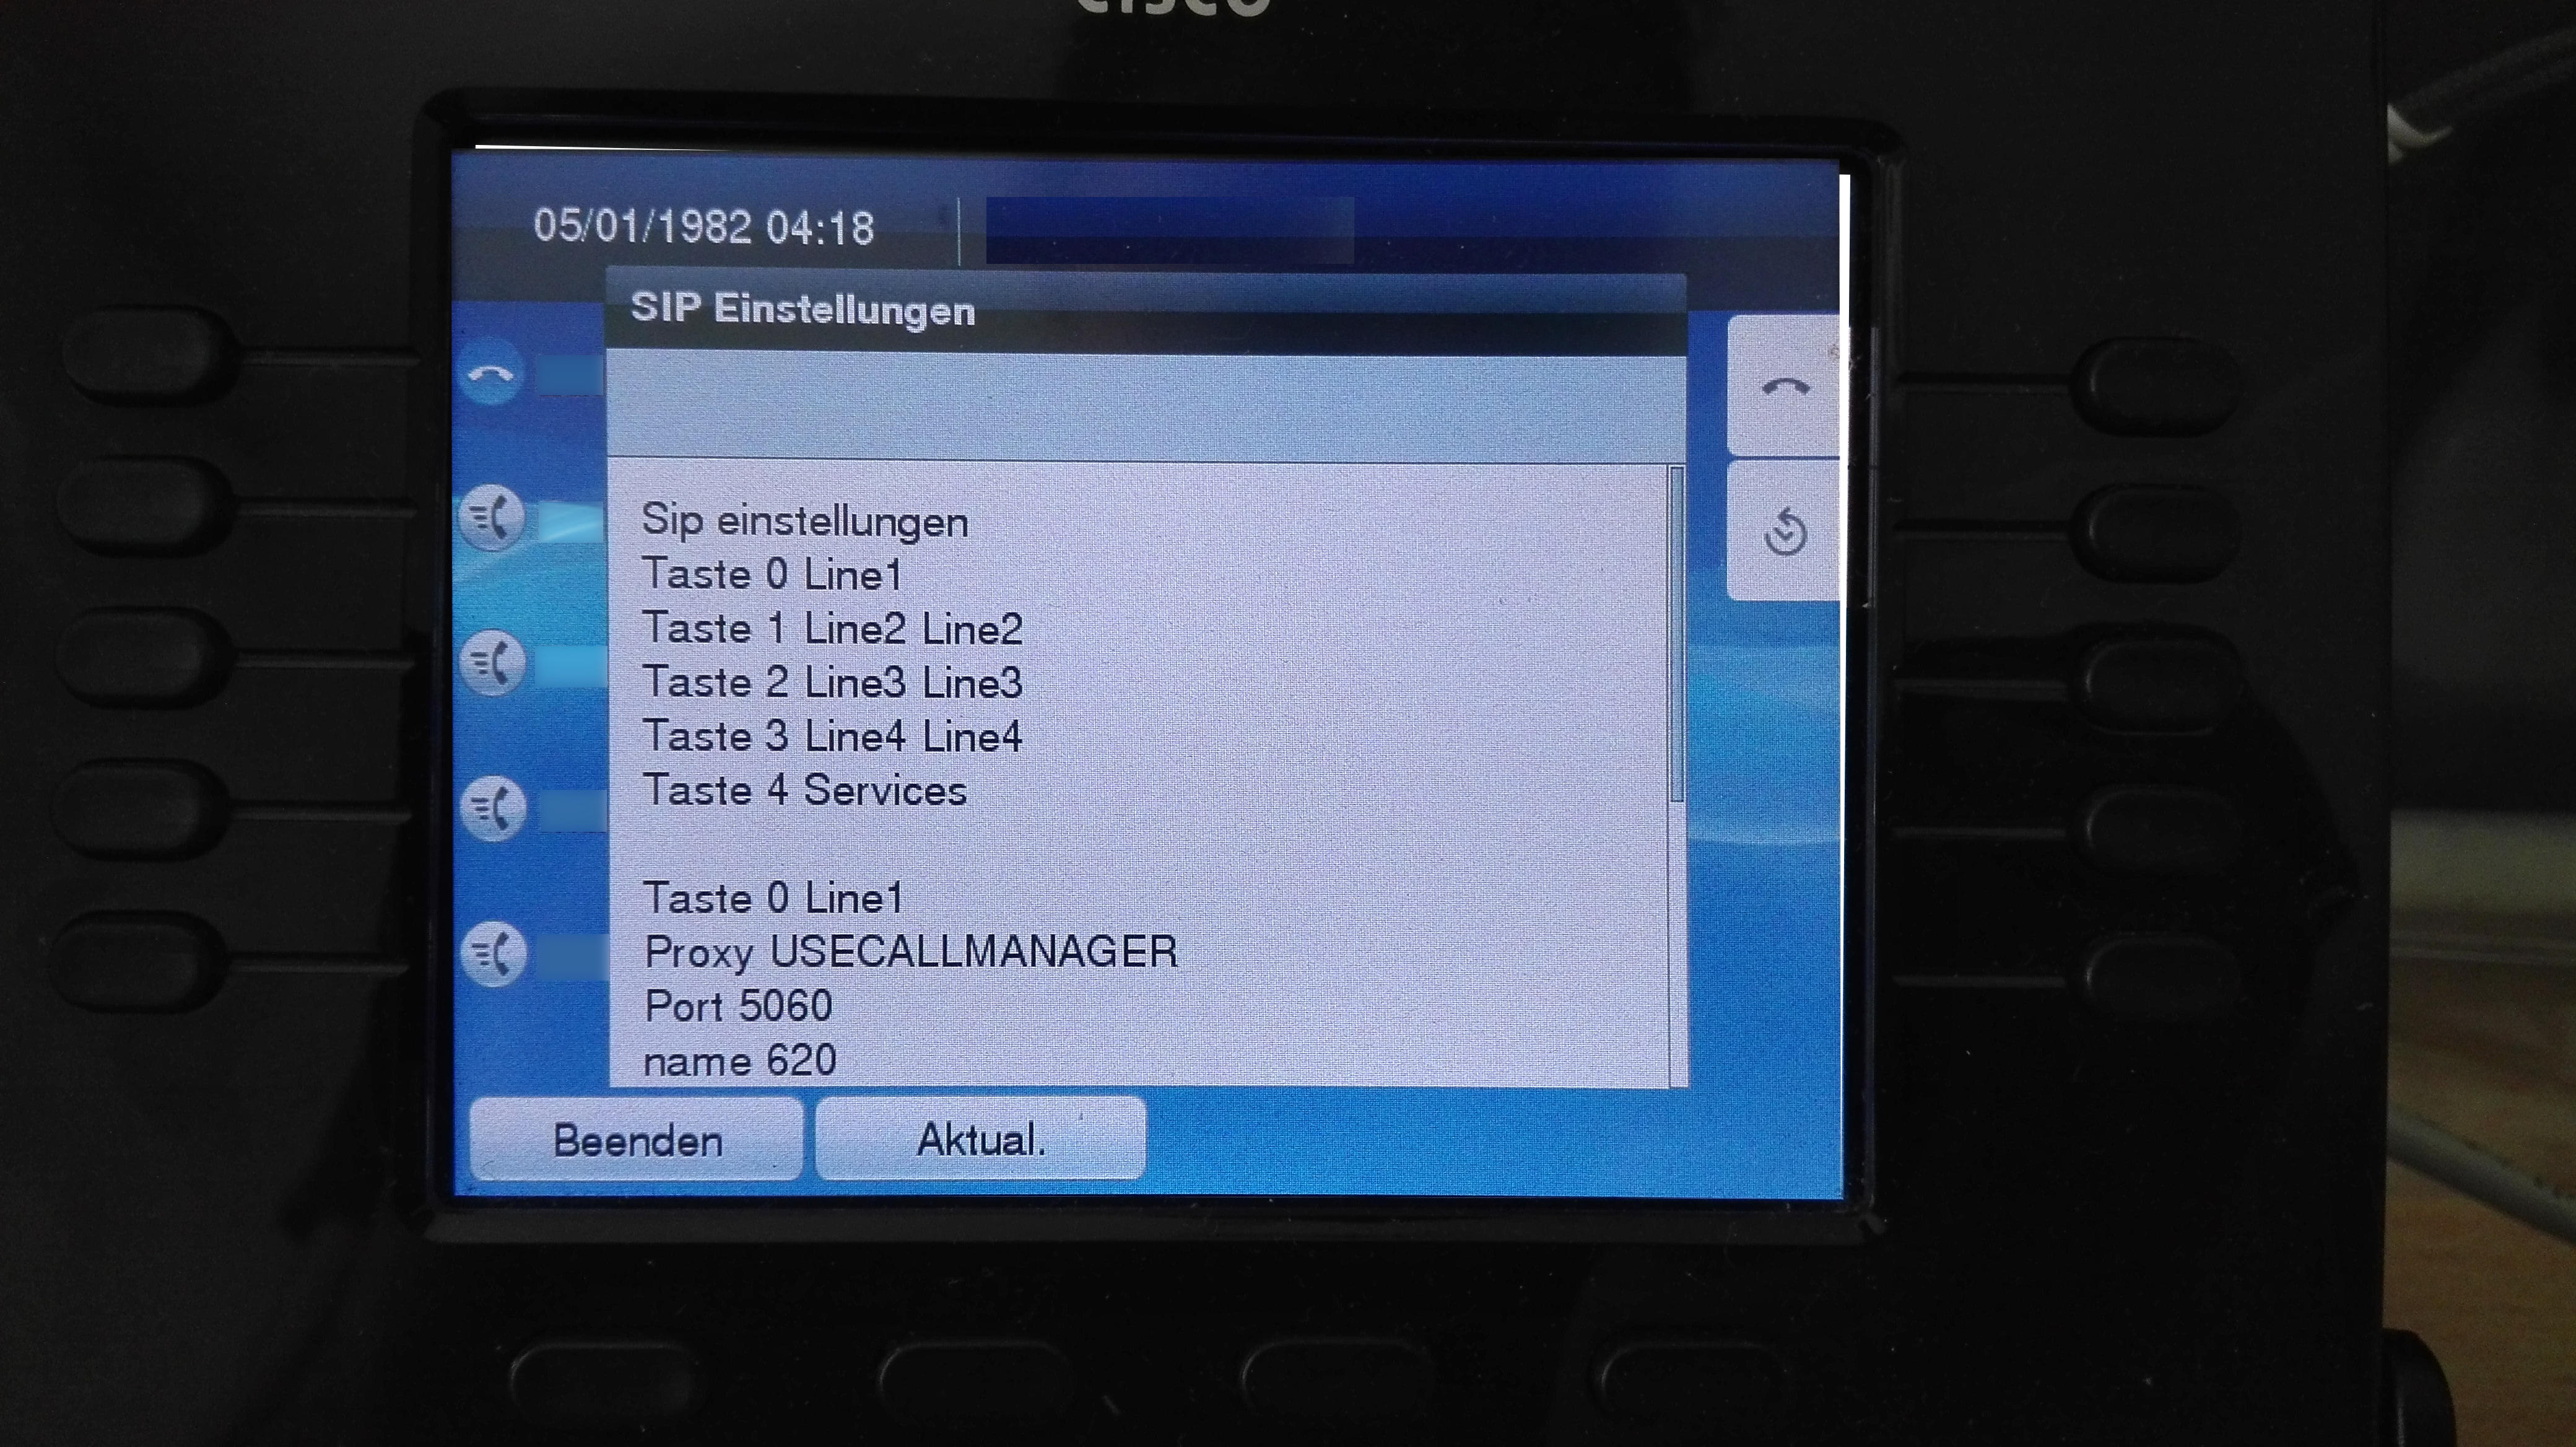 CISCO
05/01/1982 04:18
SIP Einstellungen
Sip einstellungen
Taste 0 Line1
Taste 1 Line2 Line2
Taste 2 Line3 Line3
Taste 3 Line4 Line4
Taste 4 Services
Taste 0 Line1
Proxy USECALLMANAGER
Port 5060
name 620
Beenden
Aktual.